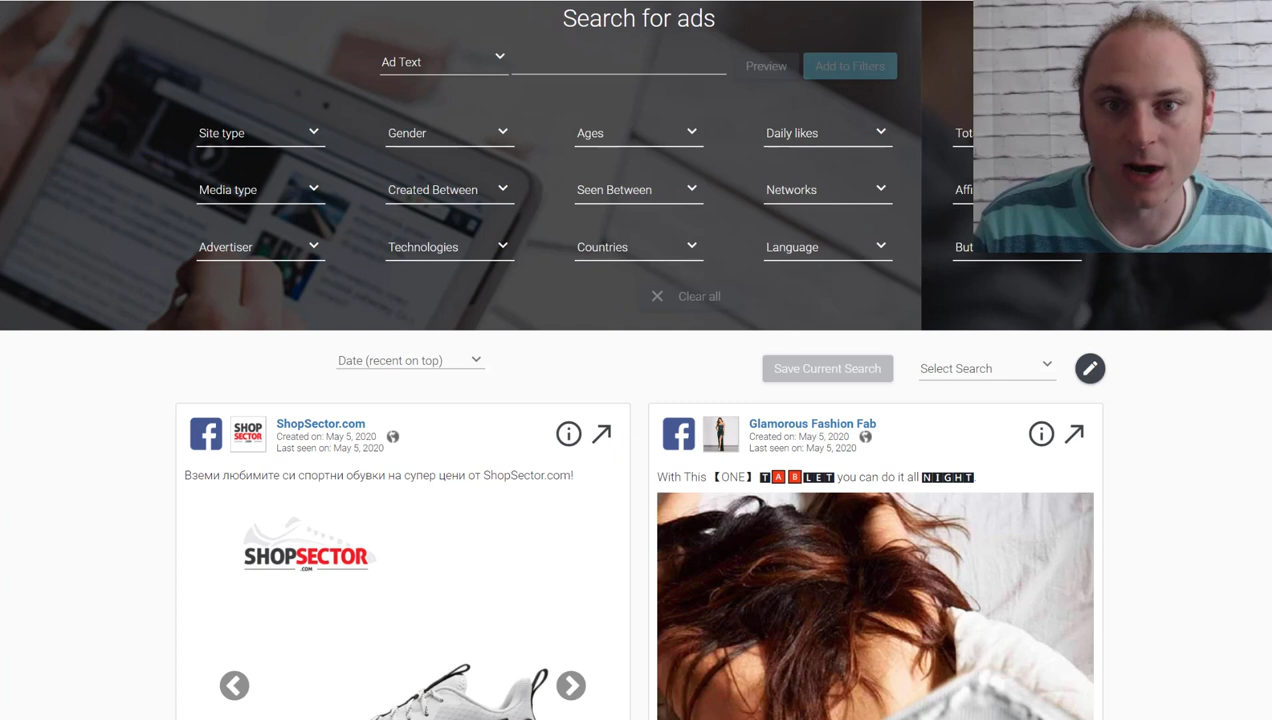 Search for ads
Ad Text
Preview
Add to Filters
Site type
Gender
Ages
Daily likes
Tot
Media type
Created Between
Seen Between
Networks
Affi
Advertiser
Technologies
Countries
Language
But
Clear all
Date (recent on top)
Save Current Search
Select Search
SHOP
SECTOR
ShopSector.com
Created on: May 5, 2020
Last seen on: May 5, 2020
Вземи любимите си спортни обувки на супер цени от ShopSector.com!
SHOPSECTOR
.COM
Glamorous Fashion Fab
Created on: May 5, 2020
Last seen on: May 5, 2020
With This 【ONE】 TABLET you can do it all NIGHT.